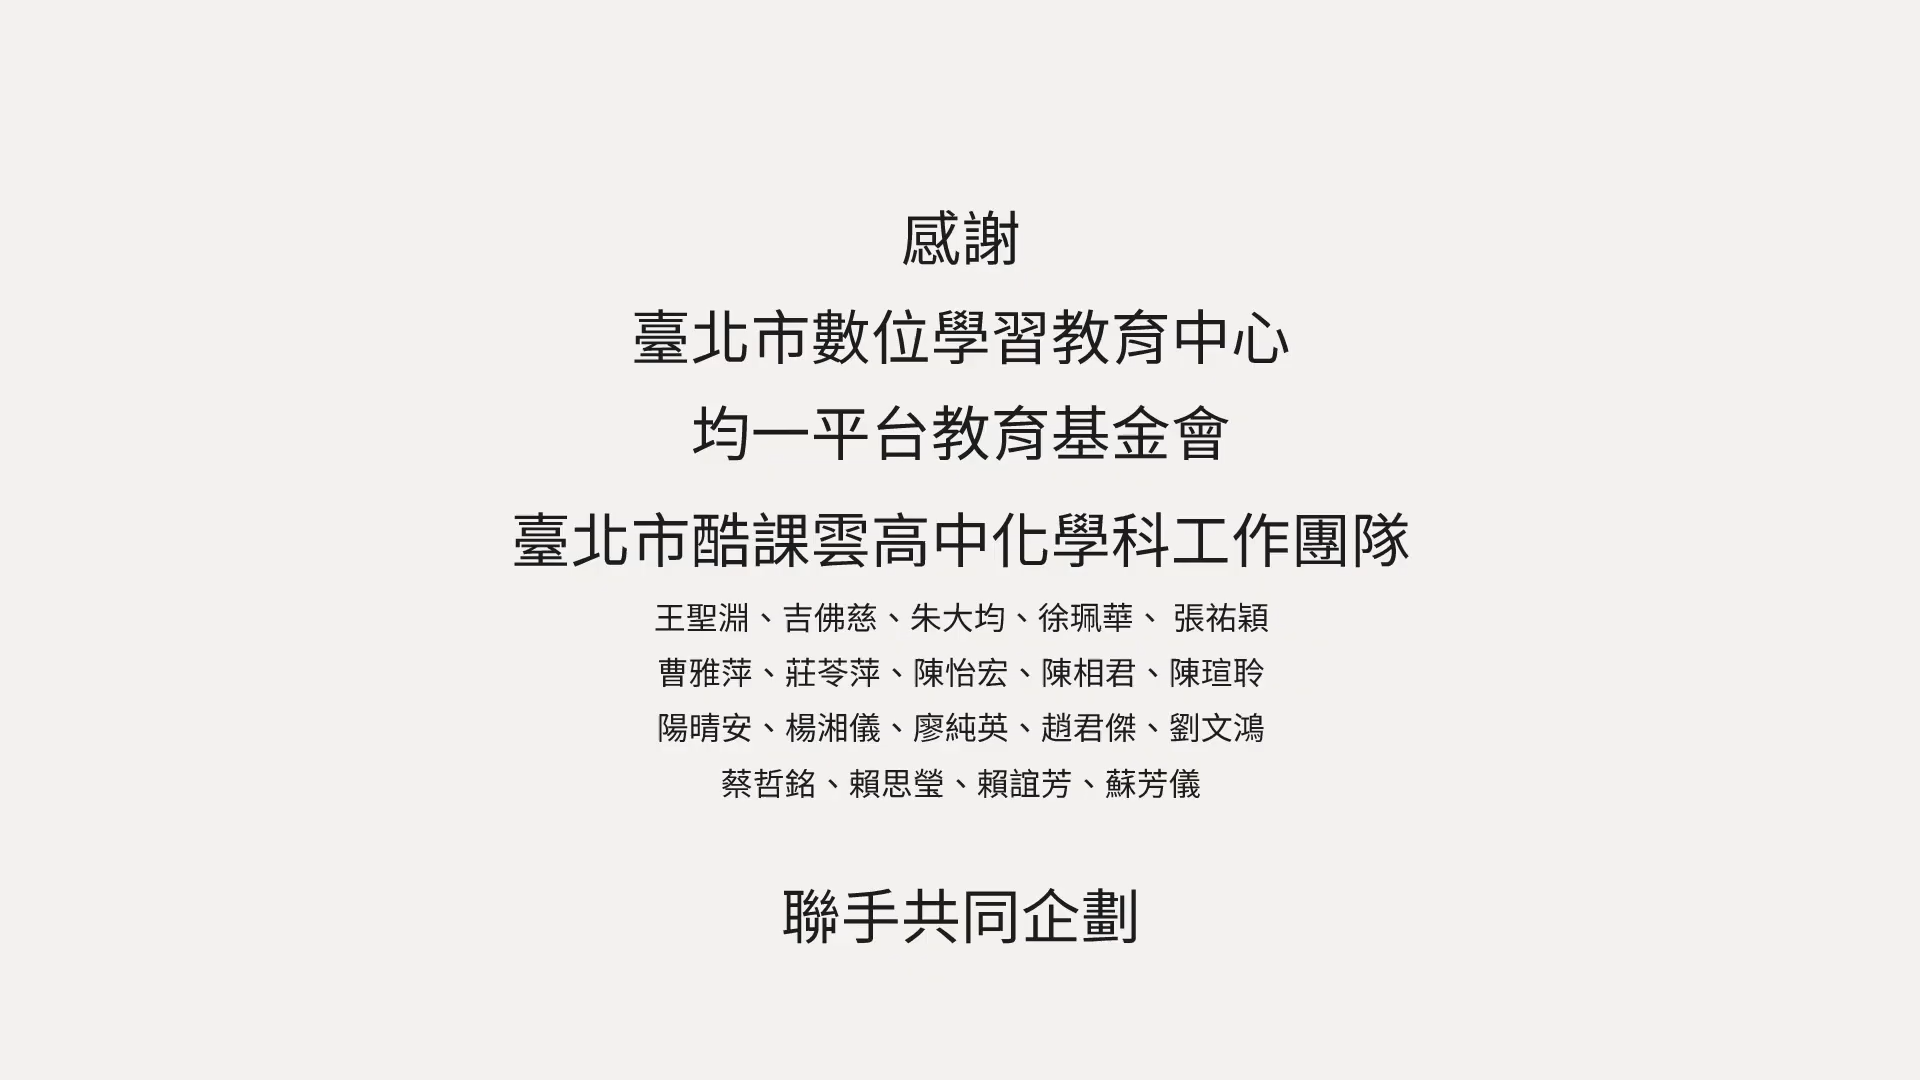 感謝
臺北市數位學習教育中心
均一平台教育基金會
臺北市酷課雲高中化學科工作團隊
王聖淵、吉佛慈、朱大均、徐珮華、 張祐穎
曹雅萍、莊苓萍、陳怡宏、陳相君、陳瑄聆
陽晴安、楊湘儀、廖純英、趙君傑、劉文鴻
蔡哲銘、賴思瑩、賴誼芳、蘇芳儀
聯手共同企劃